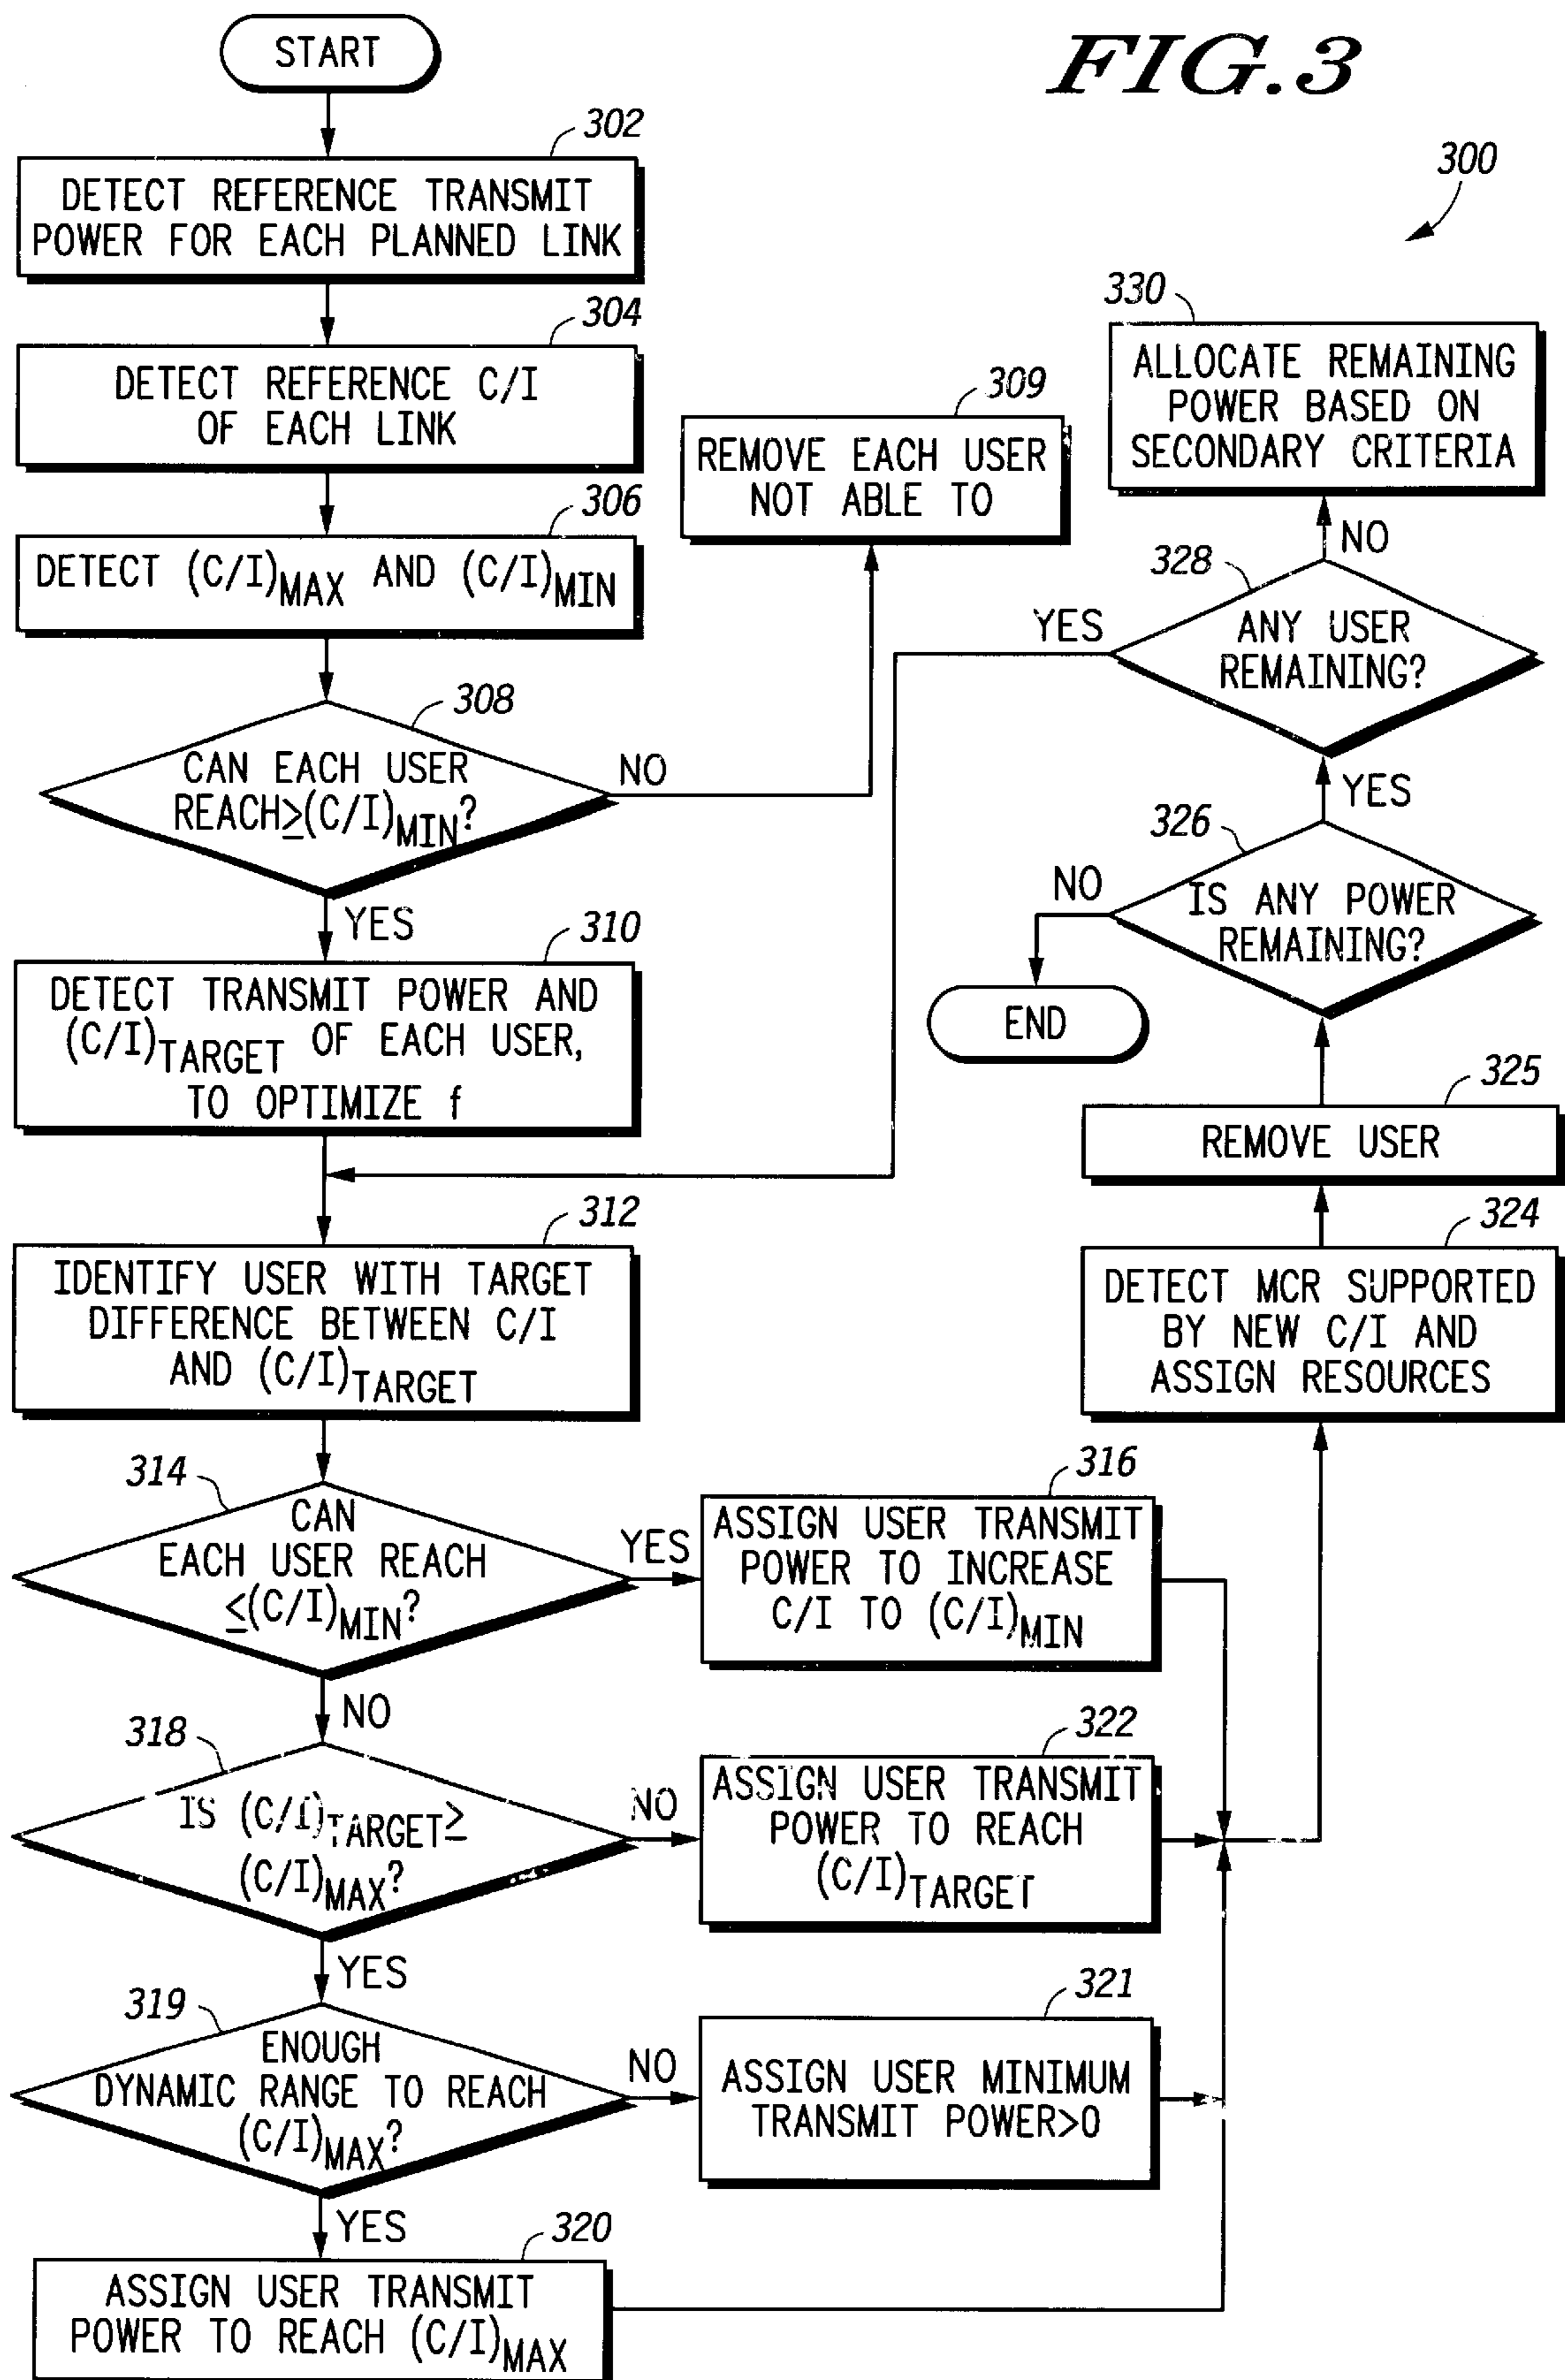 FIG.3
300
START
302
DETECT REFERENCE TRANSMIT
POWER FOR EACH PLANNED LINK
304
DETECT REFERENCE C/I
OF EACH LINK
306
DETECT (C/I)MAX AND (C/I)MIN
308
CAN EACH USER
REACH≥(C/I)MIN?
NO
YES
309
REMOVE EACH USER
NOT ABLE TO
310
DETECT TRANSMIT POWER AND
(C/I)TARGET OF EACH USER,
TO OPTIMIZE f
312
IDENTIFY USER WITH TARGET
DIFFERENCE BETWEEN C/I
AND (C/I)TARGET
314
CAN
EACH USER REACH
≤(C/I)MIN?
YES
NO
316
ASSIGN USER TRANSMIT
POWER TO INCREASE
C/I TO (C/I)MIN
318
IS (C/I)TARGET≥
(C/I)MAX?
NO
YES
322
ASSIGN USER TRANSMIT
POWER TO REACH
(C/I)TARGET
319
ENOUGH
DYNAMIC RANGE TO REACH
(C/I)MAX?
NO
YES
321
ASSIGN USER MINIMUM
TRANSMIT POWER>0
320
ASSIGN USER TRANSMIT
POWER TO REACH (C/I)MAX
324
DETECT MCR SUPPORTED
BY NEW C/I AND
ASSIGN RESOURCES
325
REMOVE USER
326
IS ANY POWER
REMAINING?
NO
YES
END
328
ANY USER
REMAINING?
YES
NO
330
ALLOCATE REMAINING
POWER BASED ON
SECONDARY CRITERIA